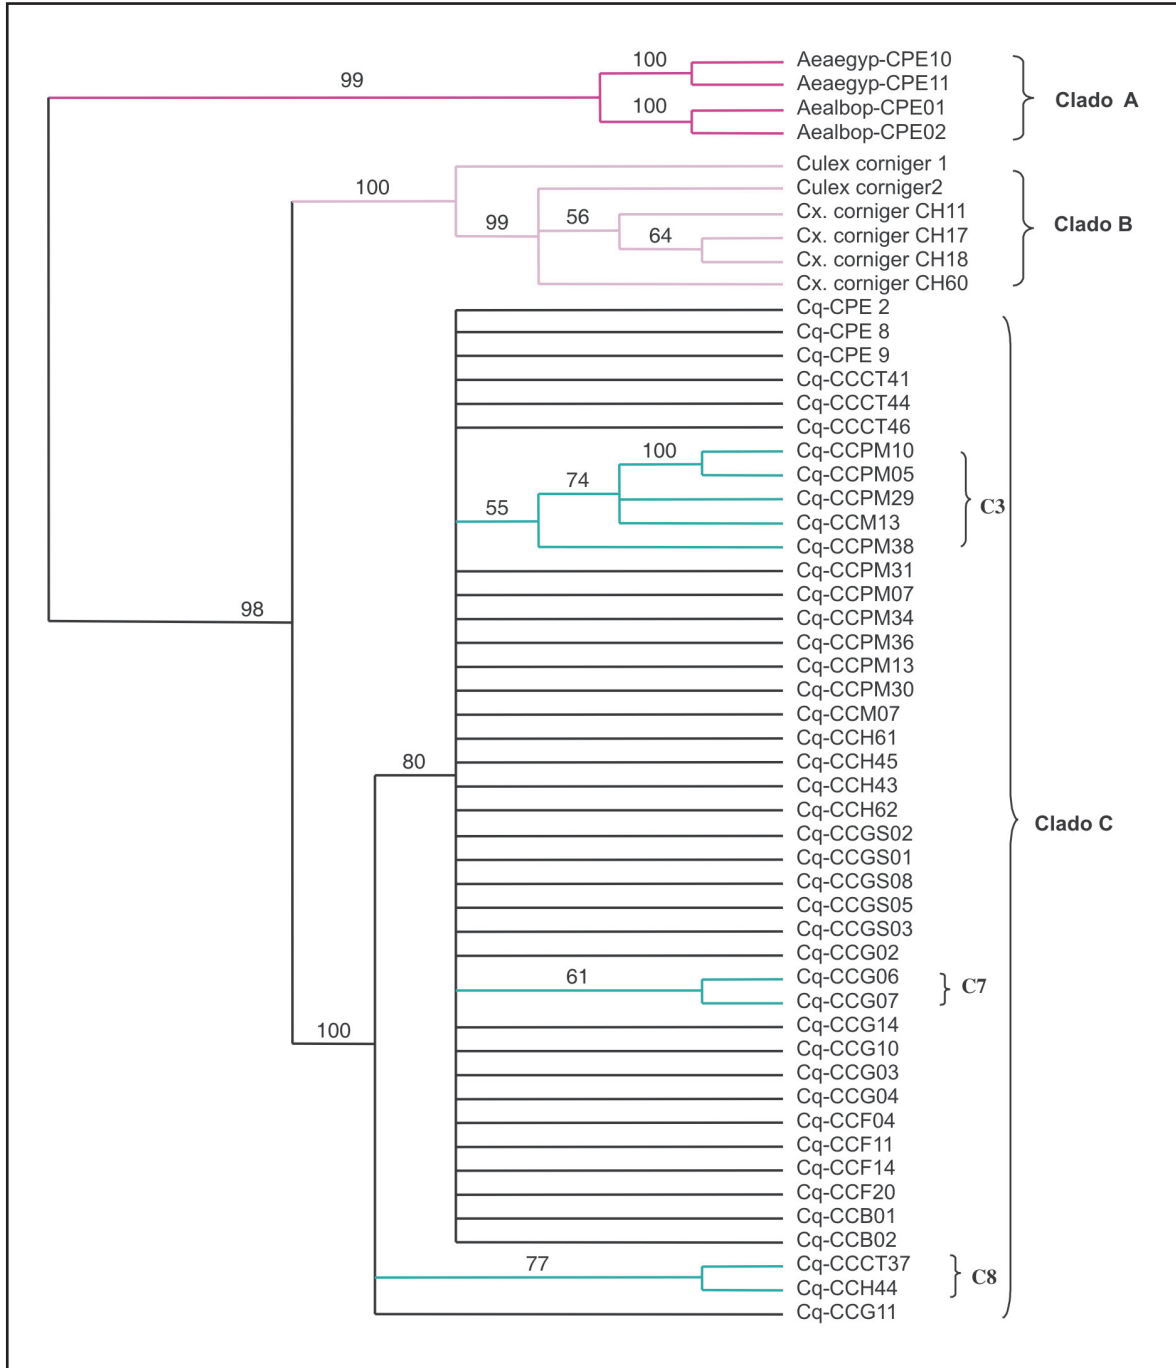 100
Aeaegyp-CPE10
99
Aeaegyp-CPE11
100
Aealbop-CPE01
Aealbop-CPE02
Clado A
Culex corniger 1
100
Culex corniger2
99
56
Cx. corniger CH11
64
Cx. corniger CH17
Cx. corniger CH18
Cx. corniger CH60
Clado B
Cq-CPE 2
Cq-CPE 8
Cq-CPE 9
Cq-CCCT41
Cq-CCCT44
Cq-CCCT46
100
Cq-CCPM10
74
Cq-CCPM05
55
Cq-CCPM29
Cq-CCM13
Cq-CCPM38
C3
Cq-CCPM31
Cq-CCPM07
98
Cq-CCPM34
Cq-CCPM36
Cq-CCPM13
Cq-CCPM30
Cq-CCM07
Cq-CCH61
80
Cq-CCH45
Cq-CCH43
Cq-CCH62
Clado C
Cq-CCGS02
Cq-CCGS01
Cq-CCGS08
Cq-CCGS05
Cq-CCGS03
Cq-CCG02
61
Cq-CCG06
Cq-CCG07
C7
100
Cq-CCG14
Cq-CCG10
Cq-CCG03
Cq-CCG04
Cq-CCF04
Cq-CCF11
Cq-CCF14
Cq-CCF20
Cq-CCB01
Cq-CCB02
77
Cq-CCCT37
Cq-CCH44
C8
Cq-CCG11